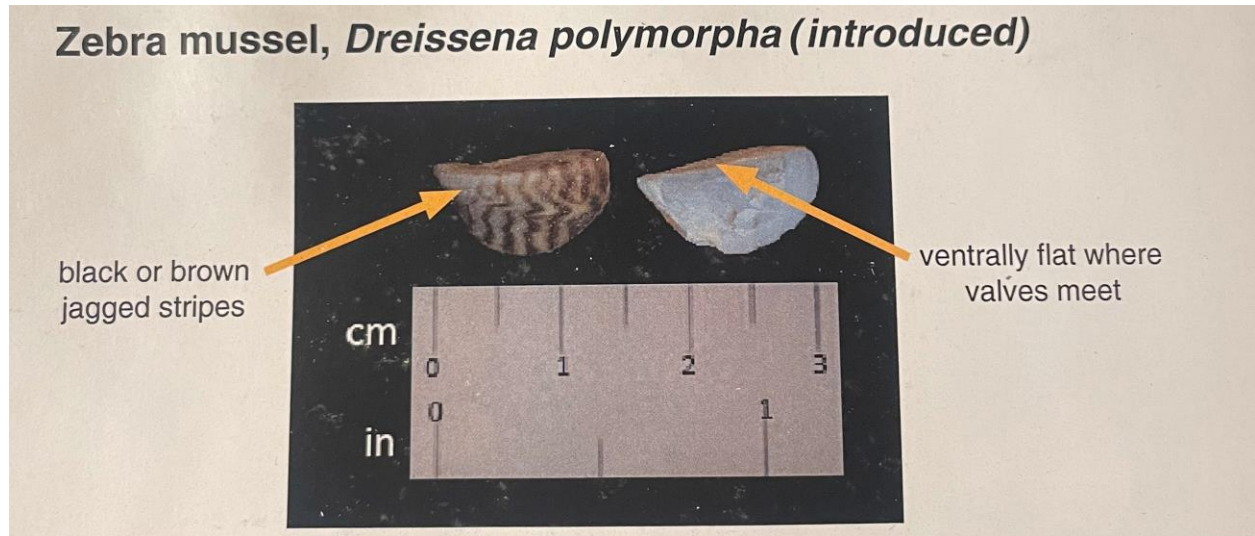 Zebra mussel, Dreissena polymorpha (introduced)
black or brown
jagged stripes
ventrally flat where
valves meet
cm
0 1 2 3
0 1
in